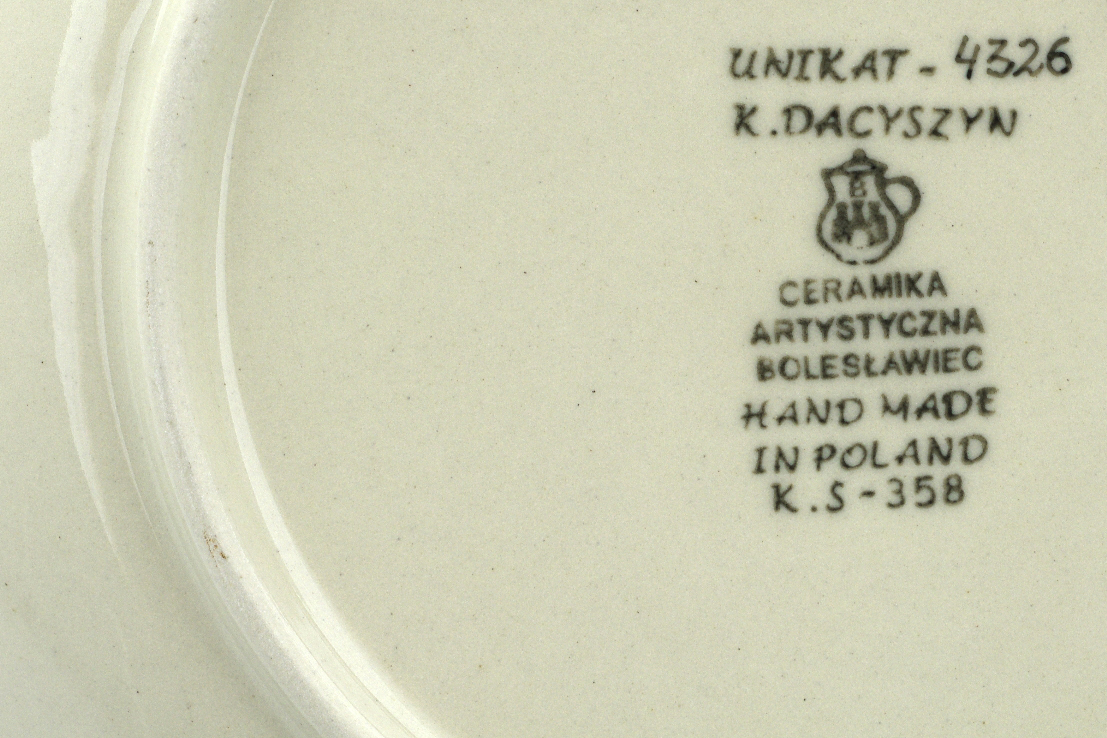 UNIKAT - 4326
K.DACYSZYN
B
CERAMIKA
ARTYSTYCZNA
BOLESŁAWIEC
HAND MADE
IN POLAND
K.S-358